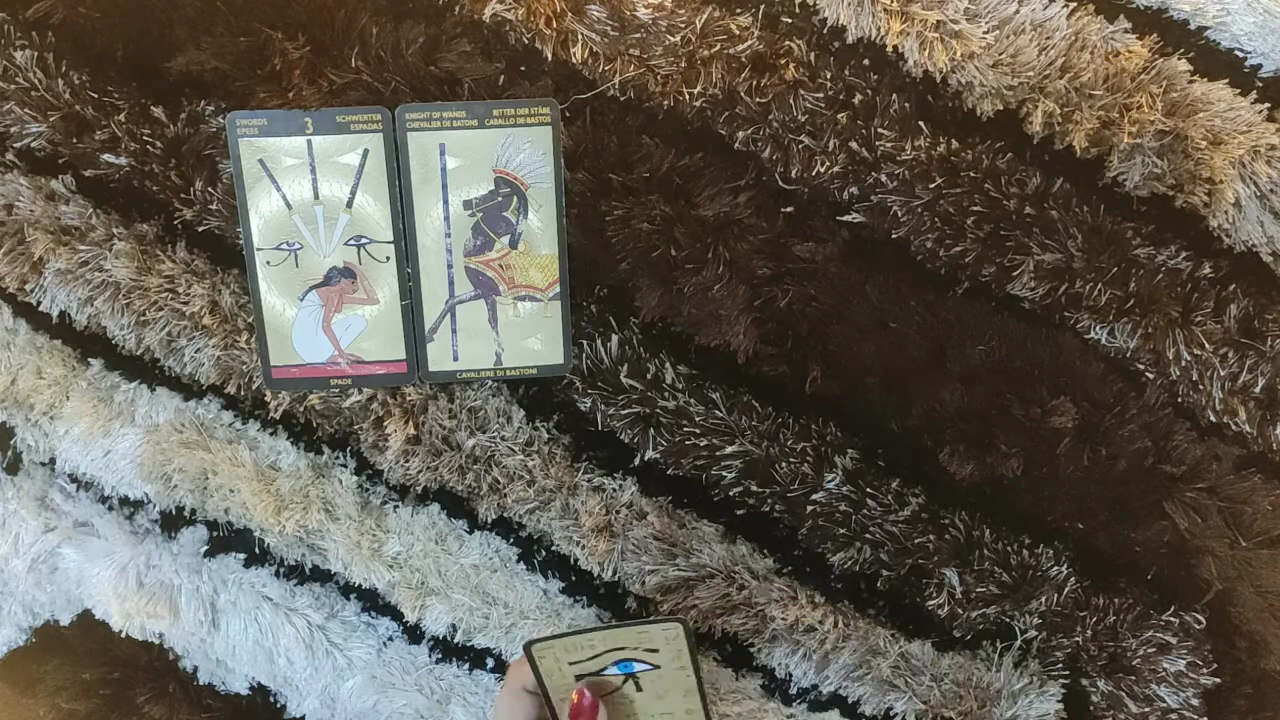 SWORDS
EPEES
3
SCHWERTER
ESPADAS
SPADE
KNIGHT OF WANDS
CHEVALIER DE BATONS
RITTER DER STÄBE
CABALLO DE BASTOS
CAVALIERE DI BASTONI